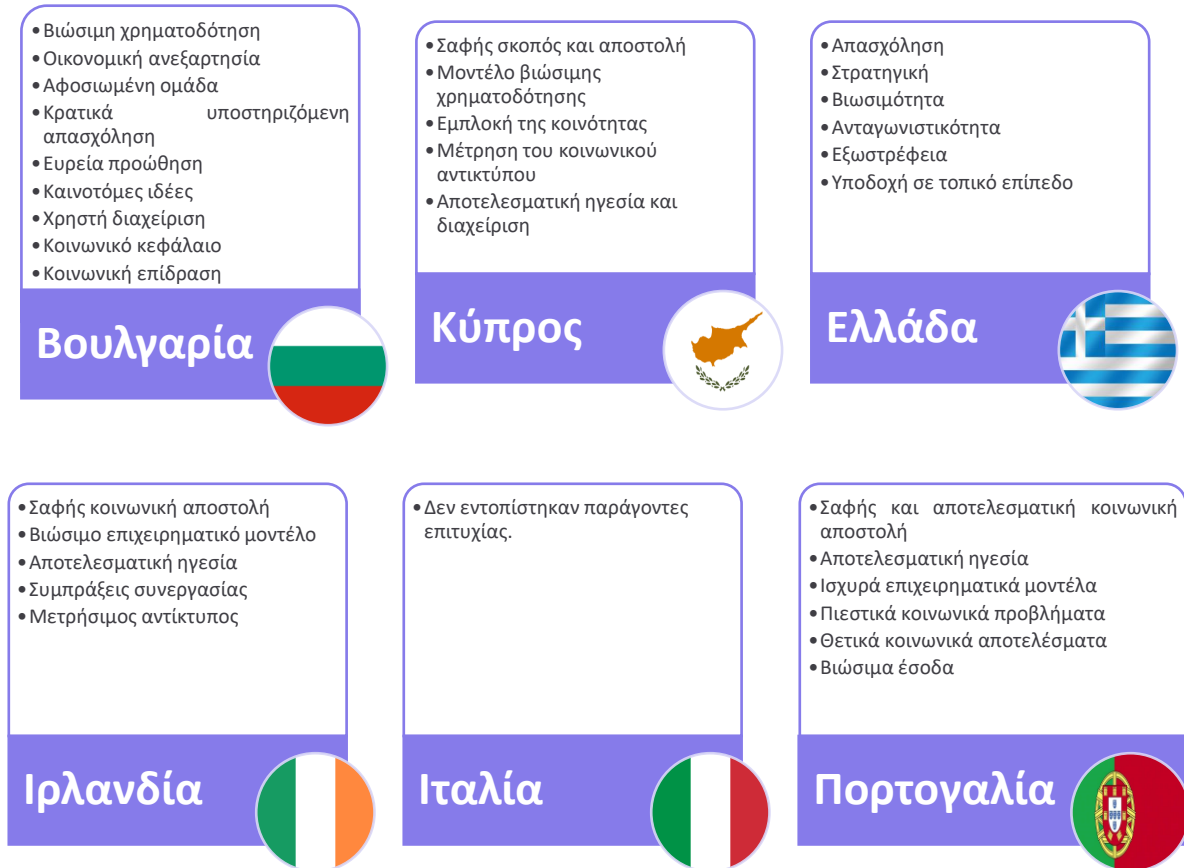 •Βιώσιμη χρηματοδότηση
•Οικονομική ανεξαρτησία
•Αφοσιωμένη ομάδα
•Κρατικά υποστηριζόμενη
απασχόληση
•Ευρεία προώθηση
•Καινοτόμες ιδέες
•Χρηστή διαχείριση
•Κοινωνικό κεφάλαιο
•Κοινωνική επίδραση
Βουλγαρία
•Σαφής σκοπός και αποστολή
•Μοντέλο βιώσιμης
χρηματοδότησης
•Εμπλοκή της κοινότητας
•Μέτρηση του κοινωνικού
αντικτύπου
•Αποτελεσματική ηγεσία και
διαχείριση
Κύπρος
•Απασχόληση
•Στρατηγική
•Βιωσιμότητα
•Ανταγωνιστικότητα
•Εξωστρέφεια
•Υποδοχή σε τοπικό επίπεδο
Ελλάδα
•Σαφής κοινωνική αποστολή
•Βιώσιμο επιχειρηματικό μοντέλο
•Αποτελεσματική ηγεσία
•Συμπράξεις συνεργασίας
•Μετρήσιμος αντίκτυπος
Ιρλανδία
•Δεν εντοπίστηκαν παράγοντες
επιτυχίας.
Ιταλία
•Σαφής και αποτελεσματική κοινωνική
αποστολή
•Αποτελεσματική ηγεσία
•Ισχυρά επιχειρηματικά μοντέλα
•Πιεστικά κοινωνικά προβλήματα
•Θετικά κοινωνικά αποτελέσματα
•Βιώσιμα έσοδα
Πορτογαλία